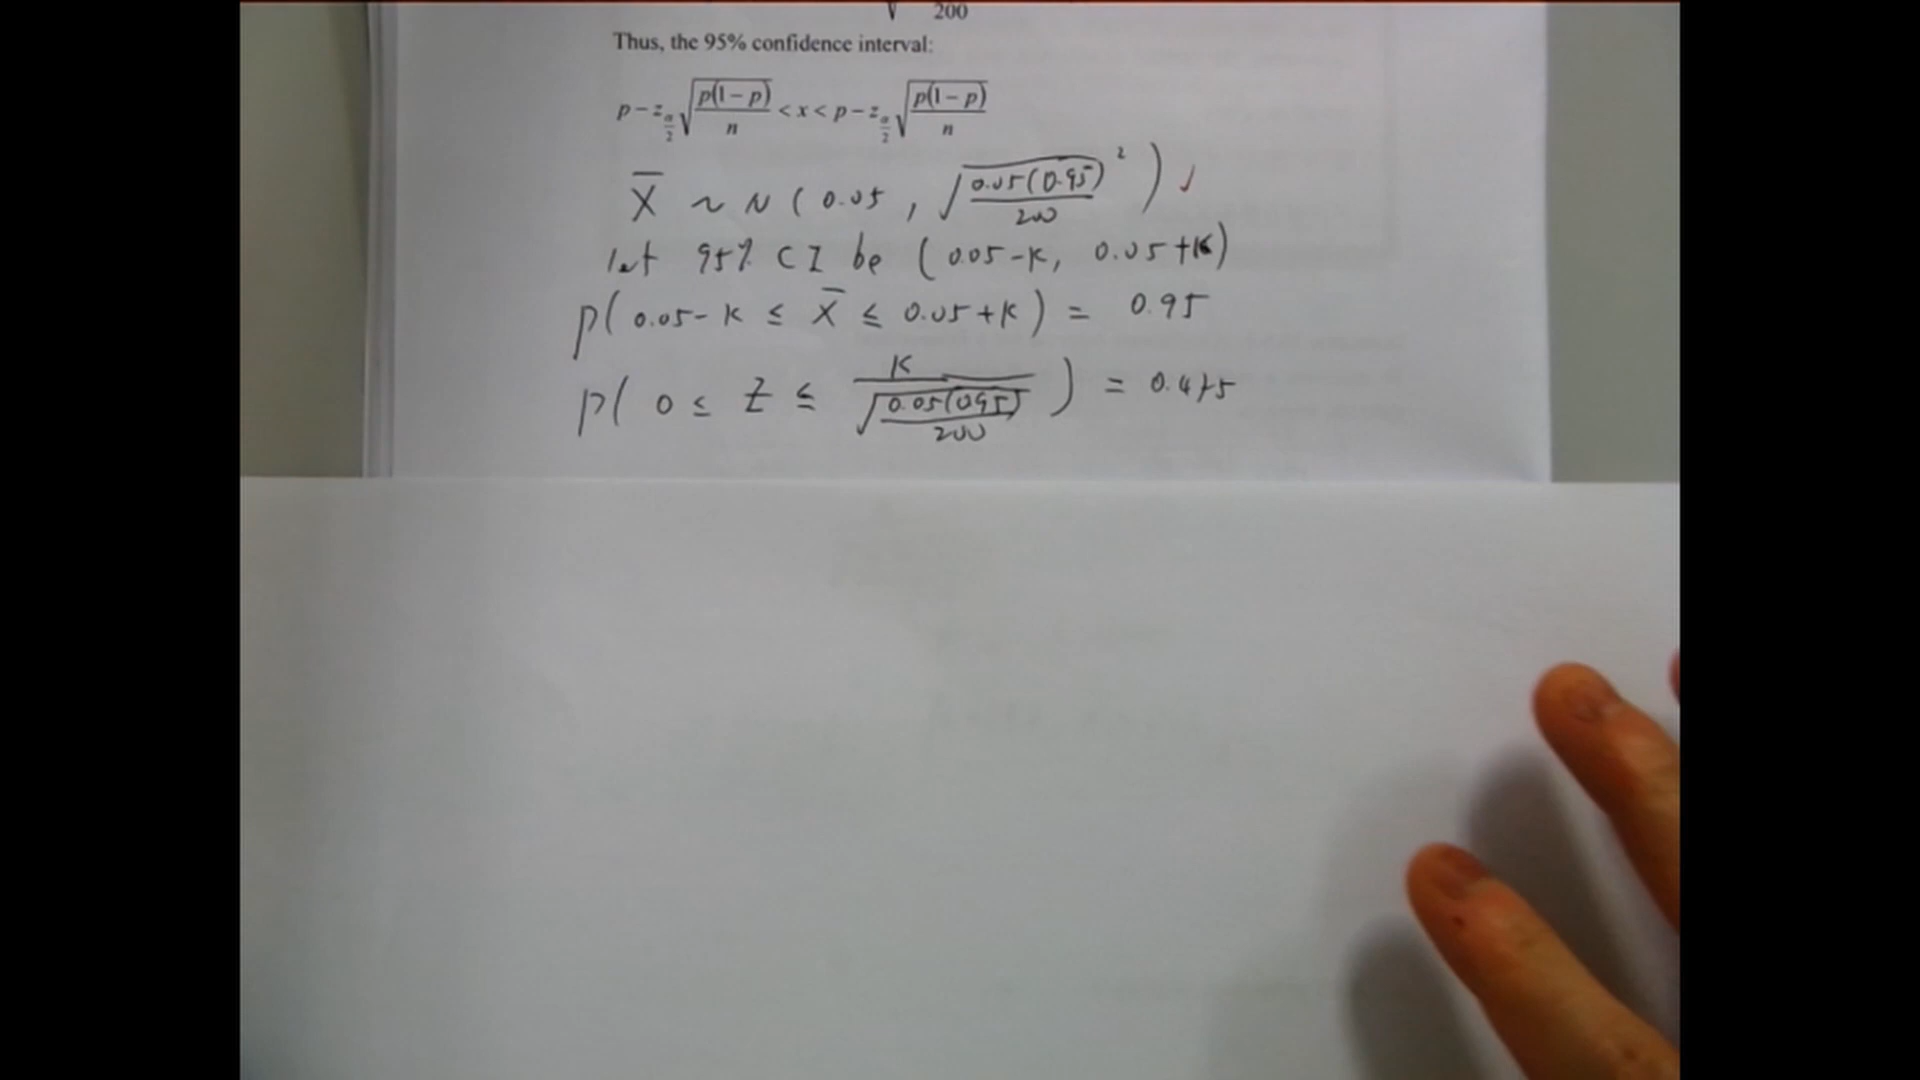 √ 200
Thus, the 95% confidence interval:
p − z_{α/2} √(p(1 − p)/n) < x < p − z_{α/2} √(p(1 − p)/n)
X̄ ~ N ( 0.05 , √(0.05(0.95)/200)² ) ✓
let 95% CI be (0.05-K, 0.05+K)
P( 0.05- K ≤ X̄ ≤ 0.05+K ) = 0.95
P( 0 ≤ Z ≤ K/√(0.05(0.95)/200) ) = 0.475